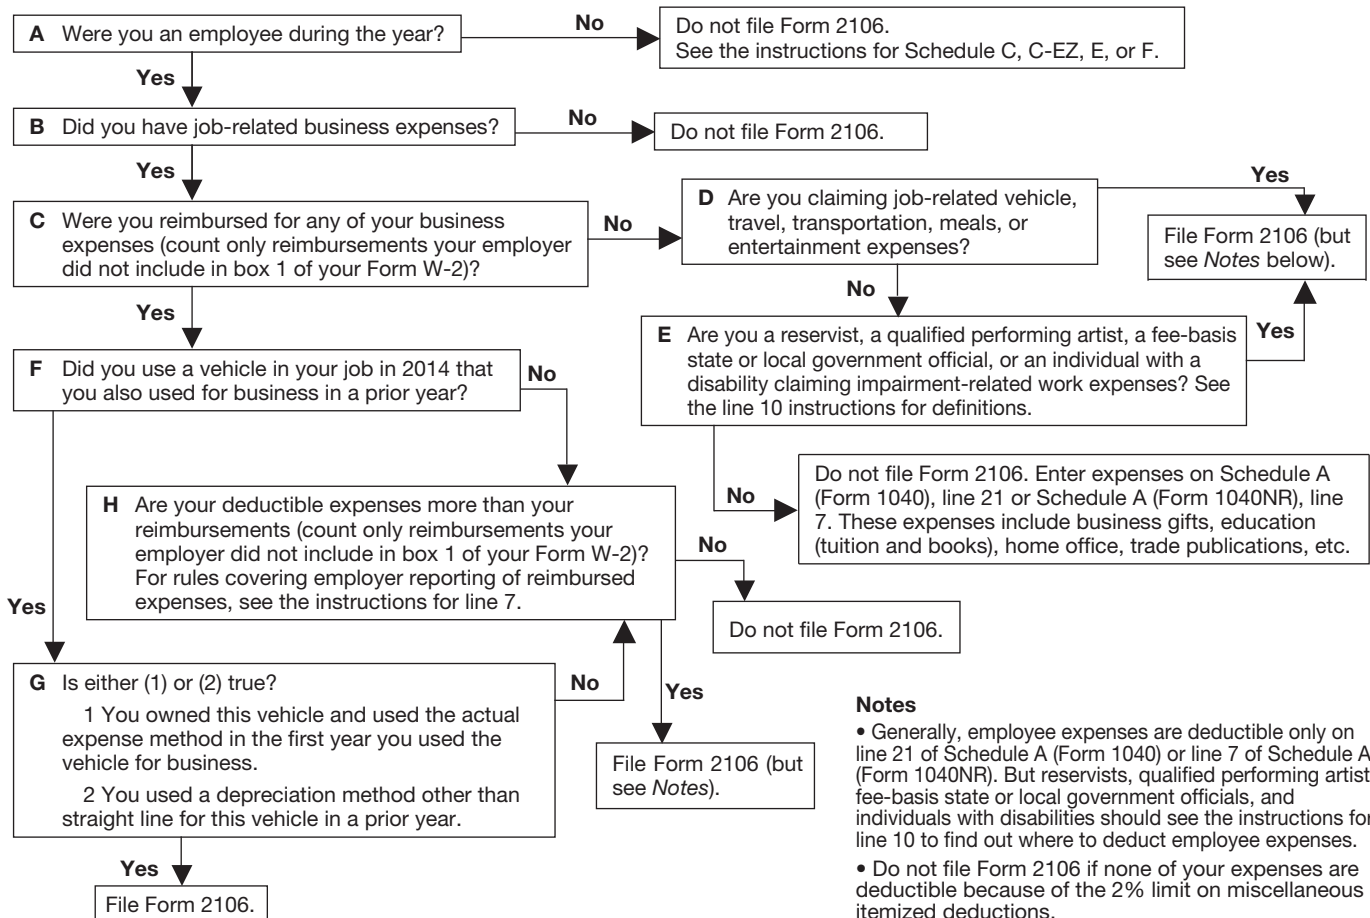 A Were you an employee during the year?
No
Do not file Form 2106.
See the instructions for Schedule C, C-EZ, E, or F.
Yes
B Did you have job-related business expenses?
No
Do not file Form 2106.
Yes
C Were you reimbursed for any of your business
expenses (count only reimbursements your employer
did not include in box 1 of your Form W-2)?
No
D Are you claiming job-related vehicle,
travel, transportation, meals, or
entertainment expenses?
Yes
File Form 2106 (but
see Notes below).
No
Yes
E Are you a reservist, a qualified performing artist, a fee-basis
state or local government official, or an individual with a
disability claiming impairment-related work expenses? See
the line 10 instructions for definitions.
Yes
F Did you use a vehicle in your job in 2014 that
you also used for business in a prior year?
No
No
Do not file Form 2106. Enter expenses on Schedule A
(Form 1040), line 21 or Schedule A (Form 1040NR), line
7. These expenses include business gifts, education
(tuition and books), home office, trade publications, etc.
H Are your deductible expenses more than your
reimbursements (count only reimbursements your
employer did not include in box 1 of your Form W-2)?
For rules covering employer reporting of reimbursed
expenses, see the instructions for line 7.
No
Do not file Form 2106.
Yes
G Is either (1) or (2) true?
1 You owned this vehicle and used the actual
expense method in the first year you used the
vehicle for business.
2 You used a depreciation method other than
straight line for this vehicle in a prior year.
No
Yes
File Form 2106 (but
see Notes).
Yes
File Form 2106.
Notes
• Generally, employee expenses are deductible only on
line 21 of Schedule A (Form 1040) or line 7 of Schedule A
(Form 1040NR). But reservists, qualified performing artist
fee-basis state or local government officials, and
individuals with disabilities should see the instructions for
line 10 to find out where to deduct employee expenses.
• Do not file Form 2106 if none of your expenses are
deductible because of the 2% limit on miscellaneous
itemized deductions.